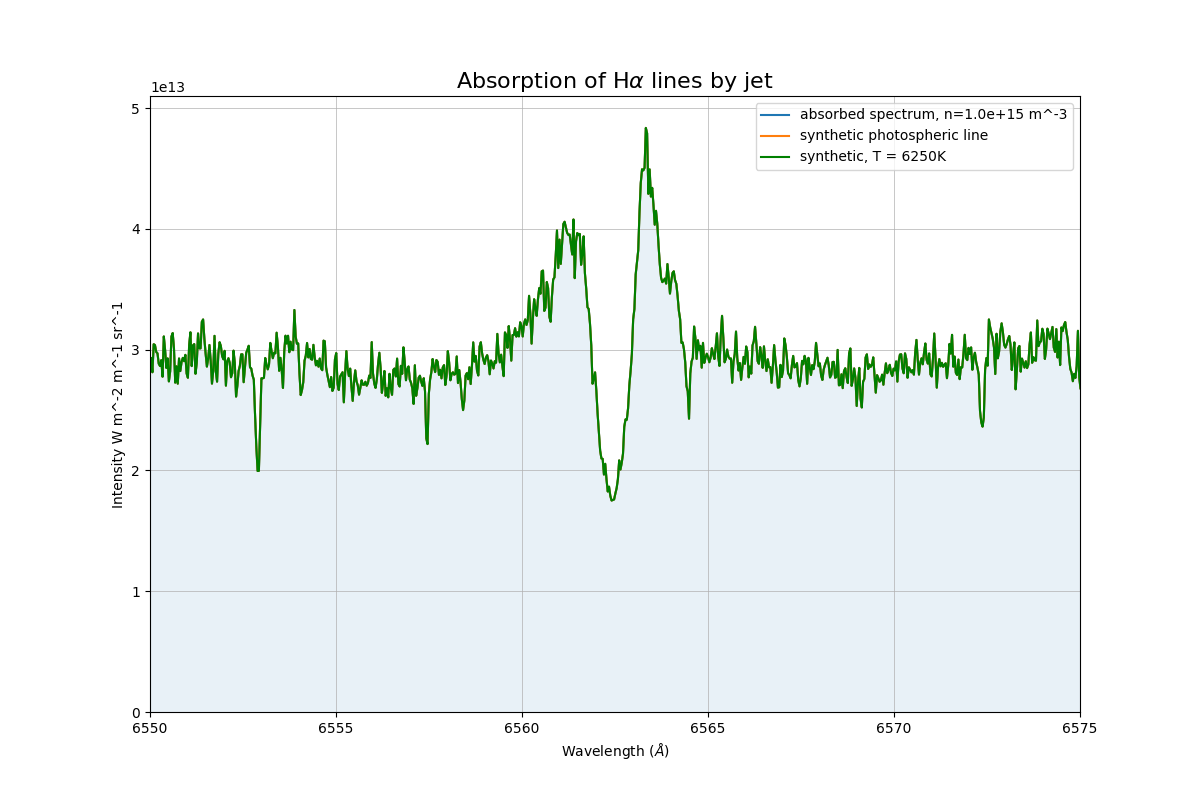 Absorption of Hα lines by jet
1e13
absorbed spectrum, n=1.0e+15 m^-3
synthetic photospheric line
synthetic, T = 6250K
5
4
3
2
1
0
Intensity W m^-2 m^-1 sr^-1
6550 6555 6560 6565 6570 6575
Wavelength (Å)